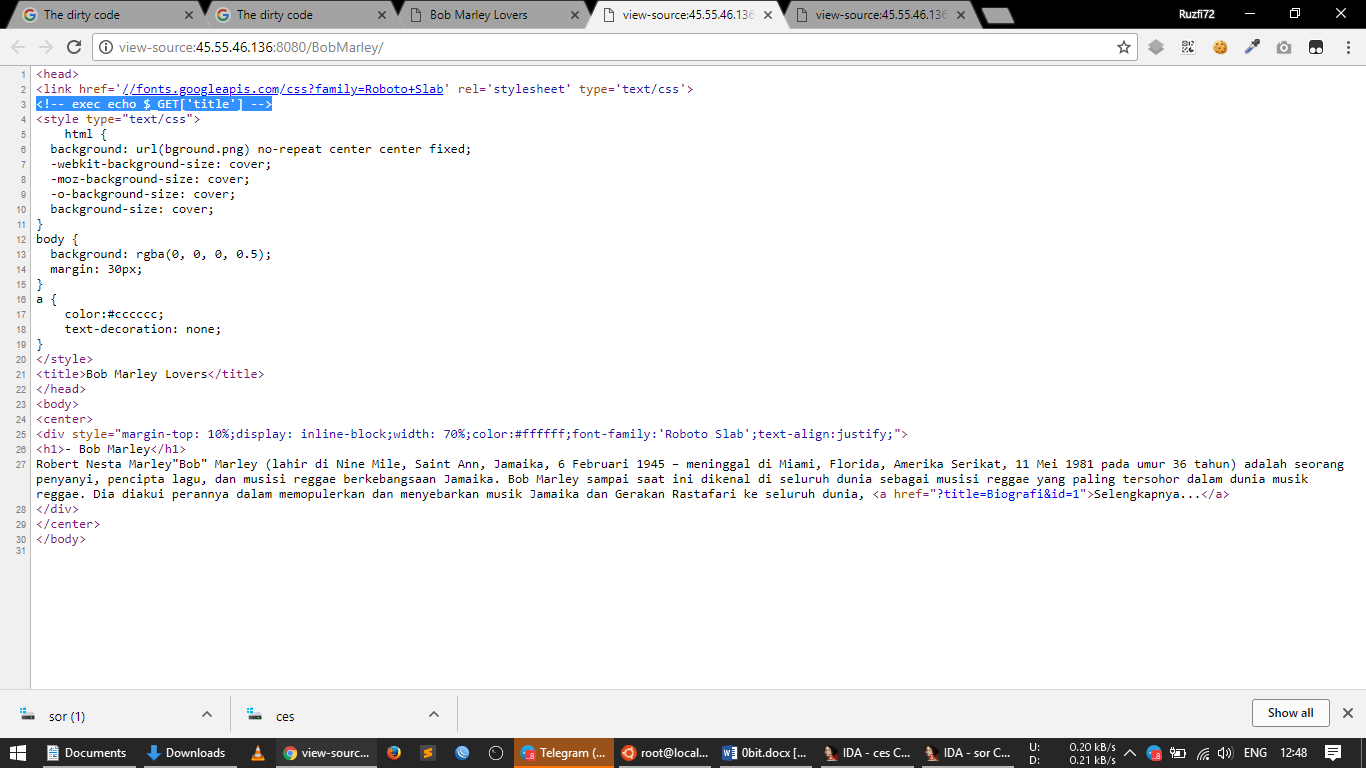 The dirty code
The dirty code
Bob Marley Lovers
view-source:45.55.46.136
view-source:45.55.46.136
Ruzfi72
view-source:45.55.46.136:8080/BobMarley/
1 <head>
2 <link href='//fonts.googleapis.com/css?family=Roboto+Slab' rel='stylesheet' type='text/css'>
3 <!-- exec echo $_GET['title'] -->
4 <style type="text/css">
5 html {
6 background: url(bground.png) no-repeat center center fixed;
7 -webkit-background-size: cover;
8 -moz-background-size: cover;
9 -o-background-size: cover;
10 background-size: cover;
11 }
12 body {
13 background: rgba(0, 0, 0, 0.5);
14 margin: 30px;
15 }
16 a {
17 color:#cccccc;
18 text-decoration: none;
19 }
20 </style>
21 <title>Bob Marley Lovers</title>
22 </head>
23 <body>
24 <center>
25 <div style="margin-top: 10%;display: inline-block;width: 70%;color:#ffffff;font-family:'Roboto Slab';text-align:justify;">
26 <h1>- Bob Marley</h1>
27 Robert Nesta Marley"Bob" Marley (lahir di Nine Mile, Saint Ann, Jamaika, 6 Februari 1945 – meninggal di Miami, Florida, Amerika Serikat, 11 Mei 1981 pada umur 36 tahun) adalah seorang
penyanyi, pencipta lagu, dan musisi reggae berkebangsaan Jamaika. Bob Marley sampai saat ini dikenal di seluruh dunia sebagai musisi reggae yang paling tersohor dalam dunia musik
reggae. Dia diakui perannya dalam memopulerkan dan menyebarkan musik Jamaika dan Gerakan Rastafari ke seluruh dunia, <a href="?title=Biografi&id=1">Selengkapnya...</a>
28 </div>
29 </center>
30 </body>
31
sor (1)
ces
Show all
Documents
Downloads
view-sourc...
Telegram (...
root@local...
0bit.docx [...
IDA - ces C...
IDA - sor C...
U: 0.20 kB/s
D: 0.21 kB/s
ENG
12:48